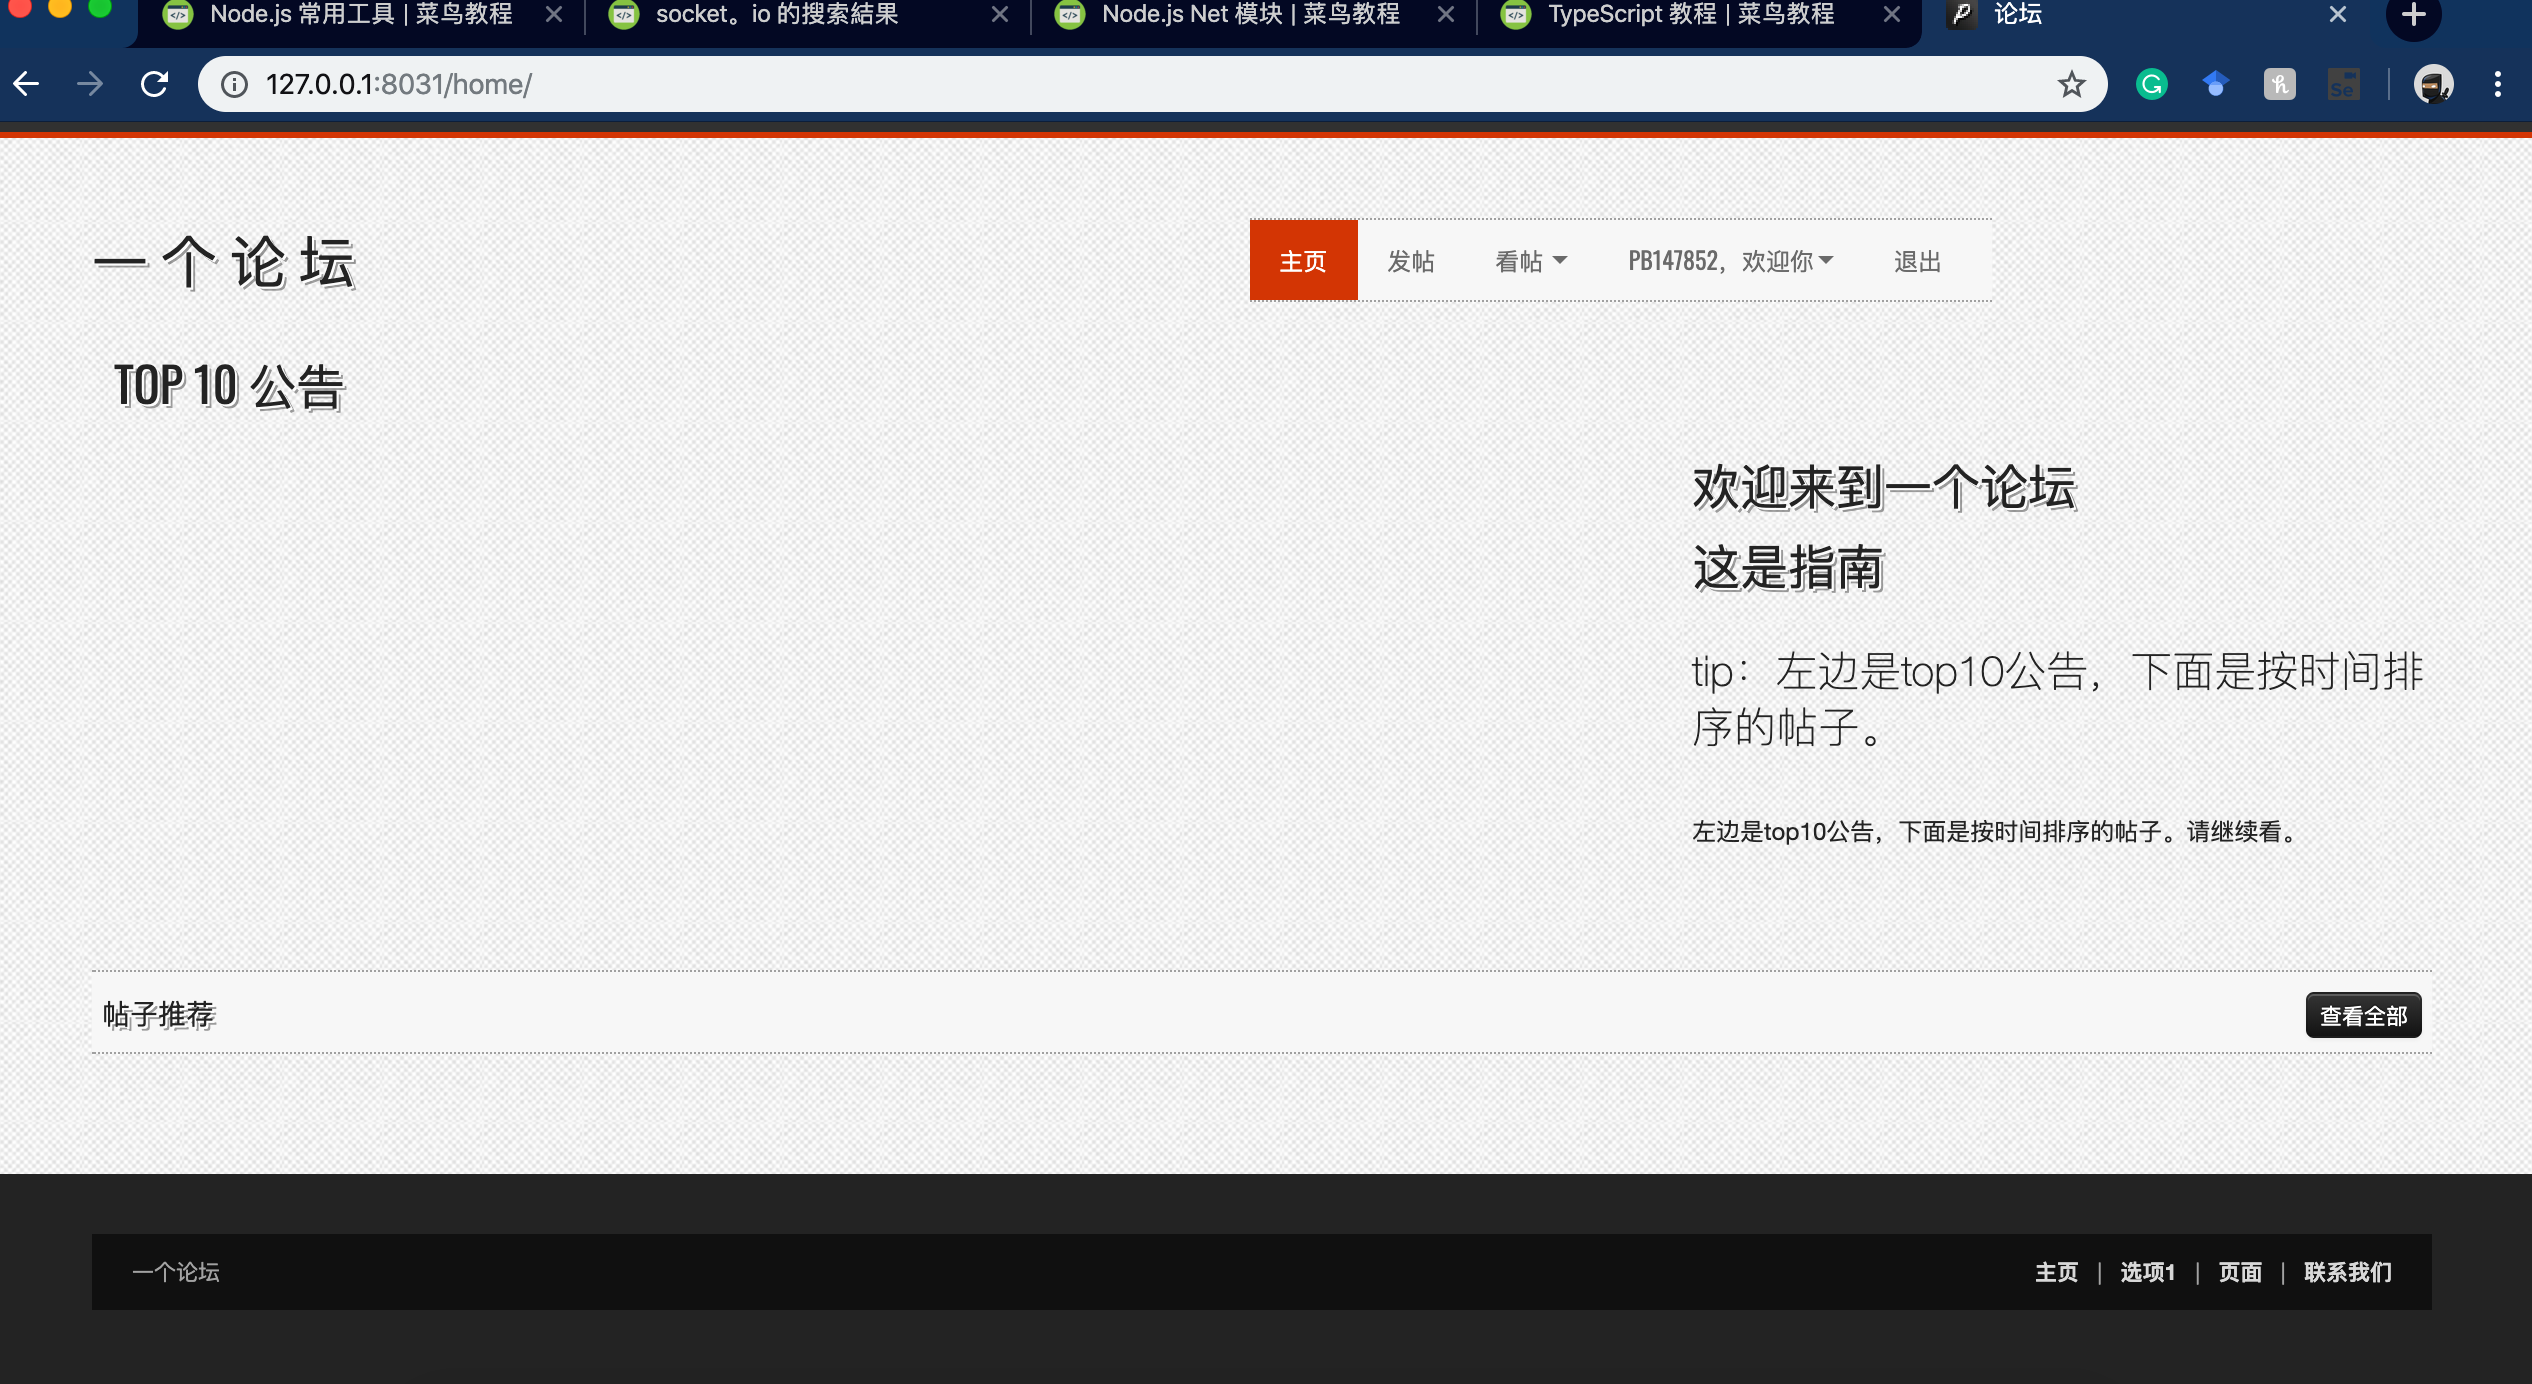 Node.js 常用工具 | 菜鸟教程
socket。io 的搜索結果
Node.js Net 模块 | 菜鸟教程
TypeScript 教程 | 菜鸟教程
论坛
127.0.0.1:8031/home/
Se
一个论坛
主页
发帖
看帖
PB147852，欢迎你
退出
TOP 10 公告
欢迎来到一个论坛
这是指南
tip：左边是top10公告，下面是按时间排
序的帖子。
左边是top10公告，下面是按时间排序的帖子。请继续看。
帖子推荐
查看全部
一个论坛
主页 | 选项1 | 页面 | 联系我们